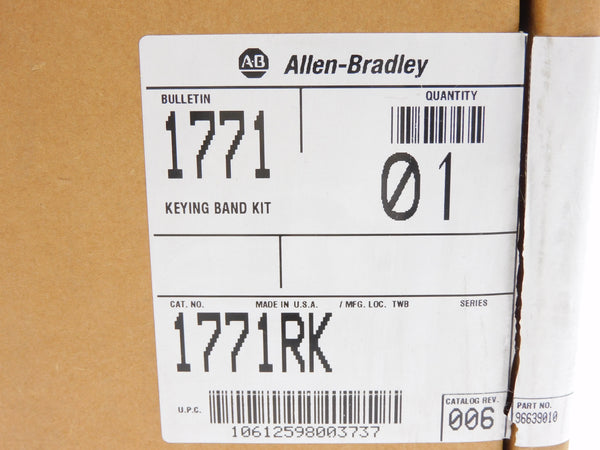 A-B Allen-Bradley
BULLETIN
QUANTITY
1771
01
KEYING BAND KIT
CAT. NO. MADE IN U.S.A. / MFG. LOC. TWB SERIES
1771RK
U.P.C.
10612598003737
CATALOG REV.
006
PART NO.
96639010